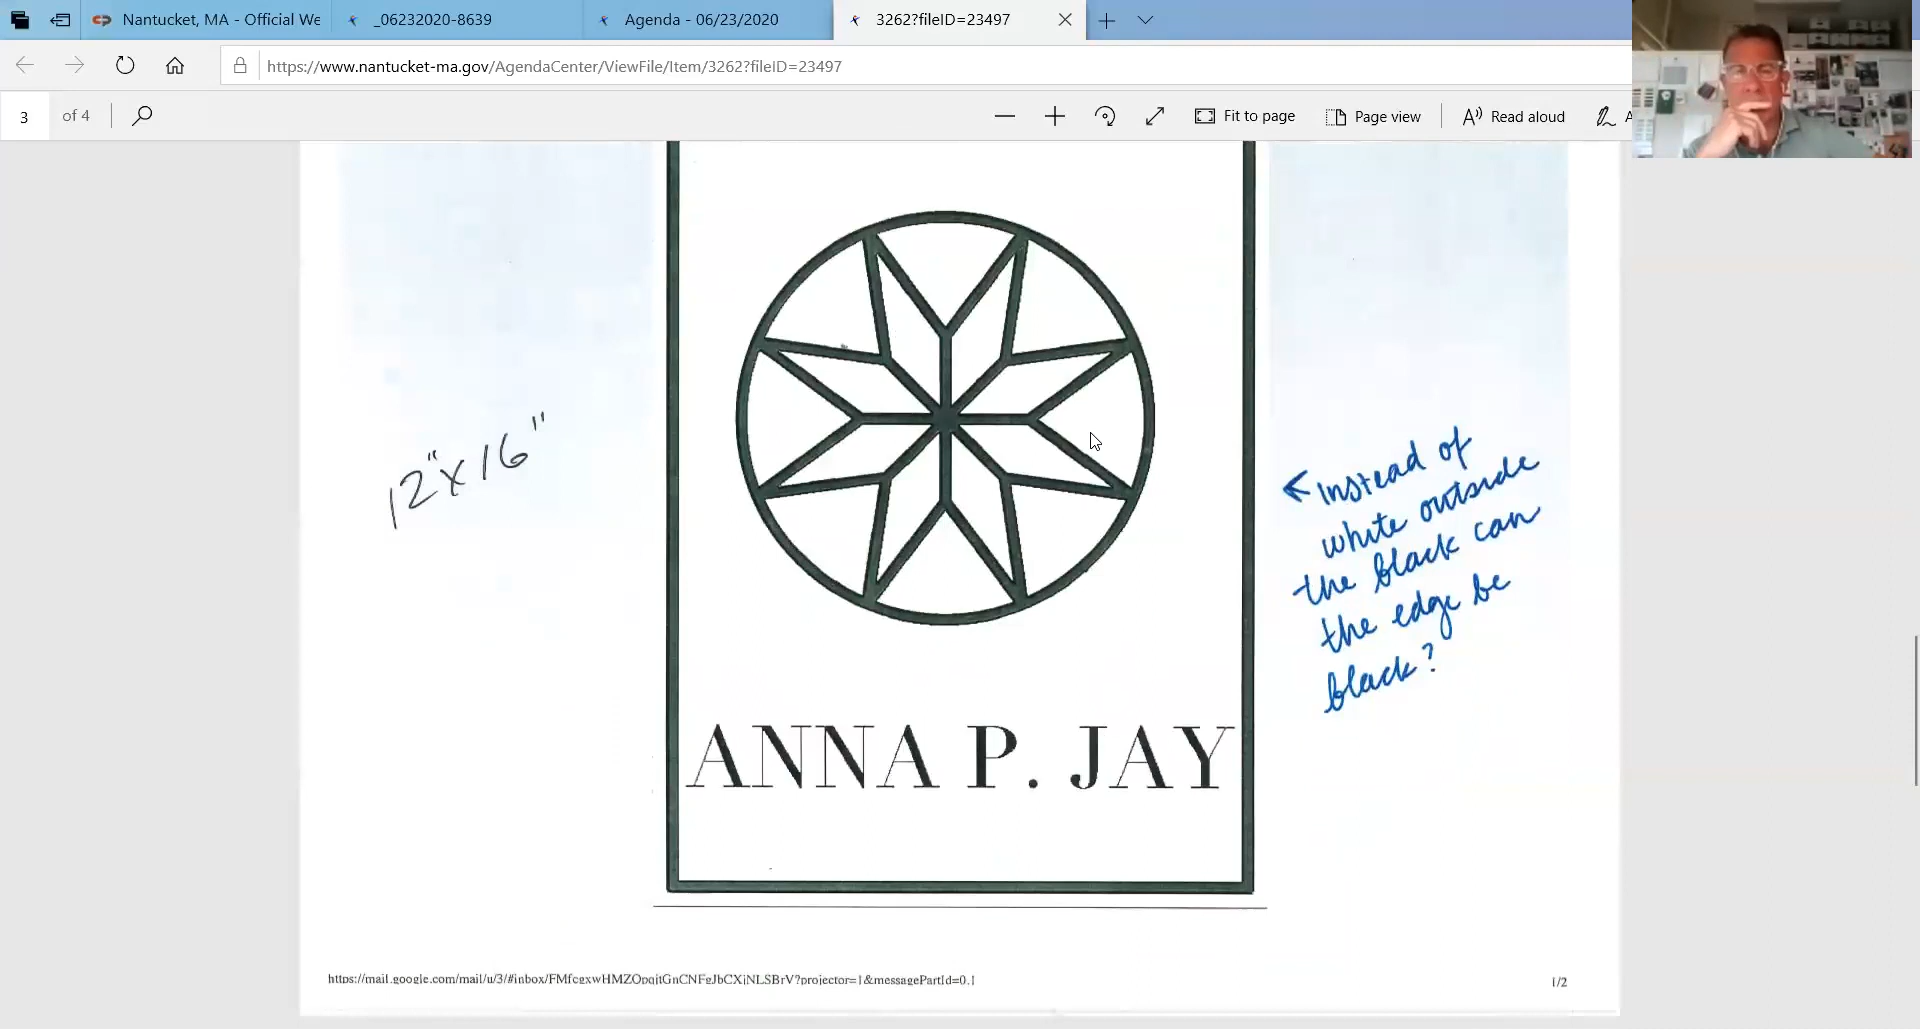 Nantucket, MA - Official We
_06232020-8639
Agenda - 06/23/2020
3262?fileID=23497
https://www.nantucket-ma.gov/AgendaCenter/ViewFile/Item/3262?fileID=23497
3 of 4
Fit to page
Page view
Read aloud
12" x 16"
← Instead of
white outside
the black can
the edge be
black?
ANNA P. JAY
1/2